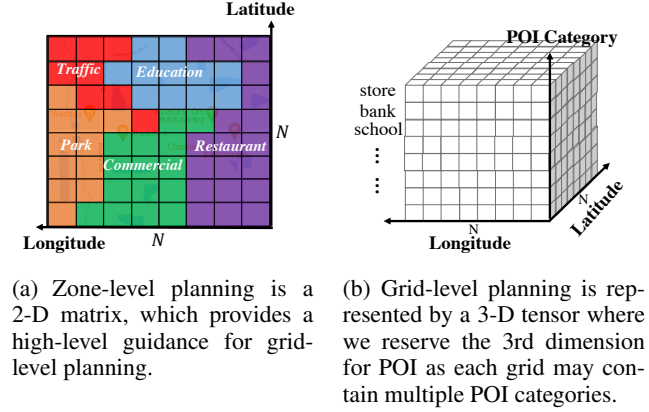 Latitude
Traffic
Education
N
Park
Restaurant
Commercial
Longitude
N
(a) Zone-level planning is a
2-D matrix, which provides a
high-level guidance for grid-
level planning.
POI Category
store
bank
school
N
Latitude
N
Longitude
(b) Grid-level planning is rep-
resented by a 3-D tensor where
we reserve the 3rd dimension
for POI as each grid may con-
tain multiple POI categories.